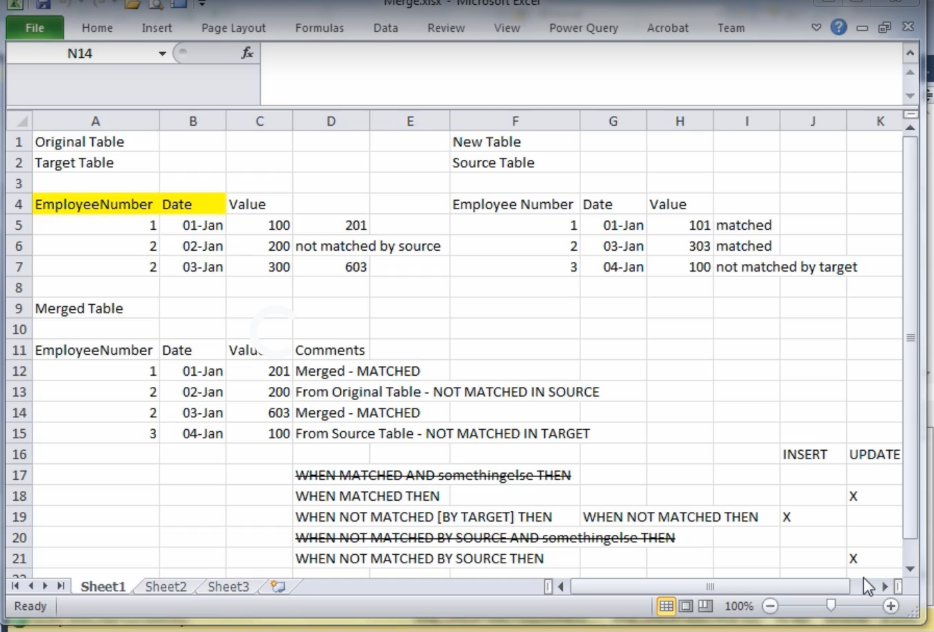 Merge.xlsx - Microsoft Excel
File Home Insert Page Layout Formulas Data Review View Power Query Acrobat Team
N14 fx
A B C D E F G H I J K
1 Original Table New Table
2 Target Table Source Table
3
4 EmployeeNumber Date Value Employee Number Date Value
5 1 01-Jan 100 201 1 01-Jan 101 matched
6 2 02-Jan 200 not matched by source 2 03-Jan 303 matched
7 2 03-Jan 300 603 3 04-Jan 100 not matched by target
8
9 Merged Table
10
11 EmployeeNumber Date Value Comments
12 1 01-Jan 201 Merged - MATCHED
13 2 02-Jan 200 From Original Table - NOT MATCHED IN SOURCE
14 2 03-Jan 603 Merged - MATCHED
15 3 04-Jan 100 From Source Table - NOT MATCHED IN TARGET
16 INSERT UPDATE
17 WHEN MATCHED AND somethingelse THEN
18 WHEN MATCHED THEN X
19 WHEN NOT MATCHED [BY TARGET] THEN WHEN NOT MATCHED THEN X
20 WHEN NOT MATCHED BY SOURCE AND somethingelse THEN
21 WHEN NOT MATCHED BY SOURCE THEN X
Sheet1 Sheet2 Sheet3
Ready 100%